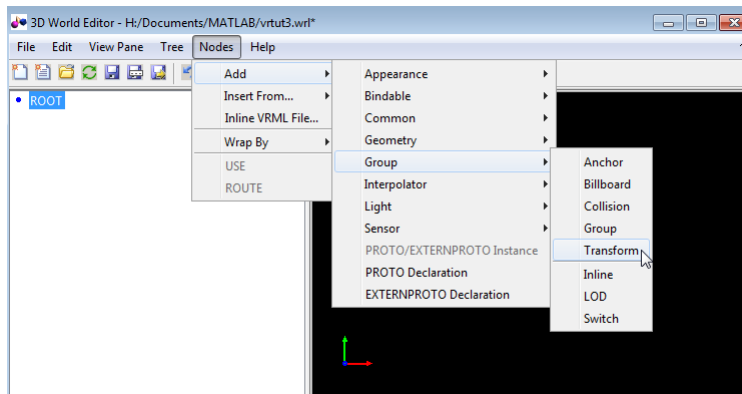 3D World Editor - H:/Documents/MATLAB/vrtut3.wrl*
File Edit View Pane Tree Nodes Help
ROOT
Add
Insert From...
Inline VRML File...
Wrap By
USE
ROUTE
Appearance
Bindable
Common
Geometry
Group
Interpolator
Light
Sensor
PROTO/EXTERNPROTO Instance
PROTO Declaration
EXTERNPROTO Declaration
Anchor
Billboard
Collision
Group
Transform
Inline
LOD
Switch